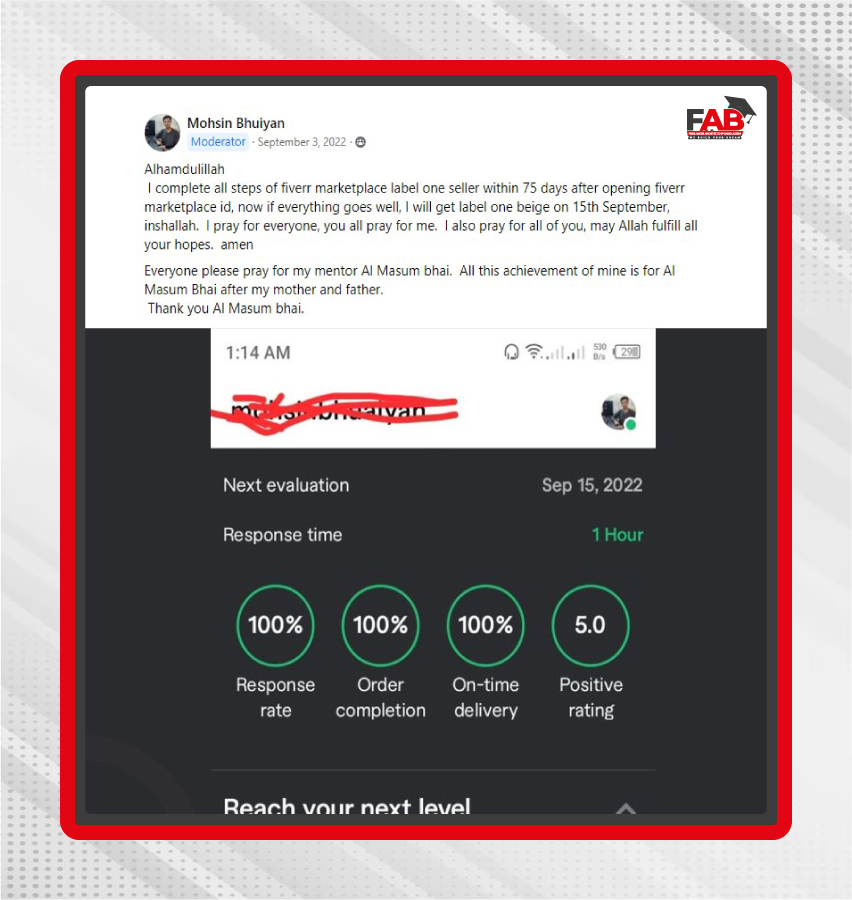 FAB
Mohsin Bhuiyan
Moderator · September 3, 2022 ·
Alhamdulillah
I complete all steps of fiverr marketplace label one seller within 75 days after opening fiverr
marketplace id, now if everything goes well, I will get label one beige on 15th September,
inshallah. I pray for everyone, you all pray for me. I also pray for all of you, may Allah fulfill all
your hopes. amen
Everyone please pray for my mentor Al Masum bhai. All this achievement of mine is for Al
Masum Bhai after my mother and father.
Thank you Al Masum bhai.
1:14 AM
530
B/s
29
Next evaluation
Sep 15, 2022
Response time
1 Hour
100%
100%
100%
5.0
Response
rate
Order
completion
On-time
delivery
Positive
rating
Reach your next level